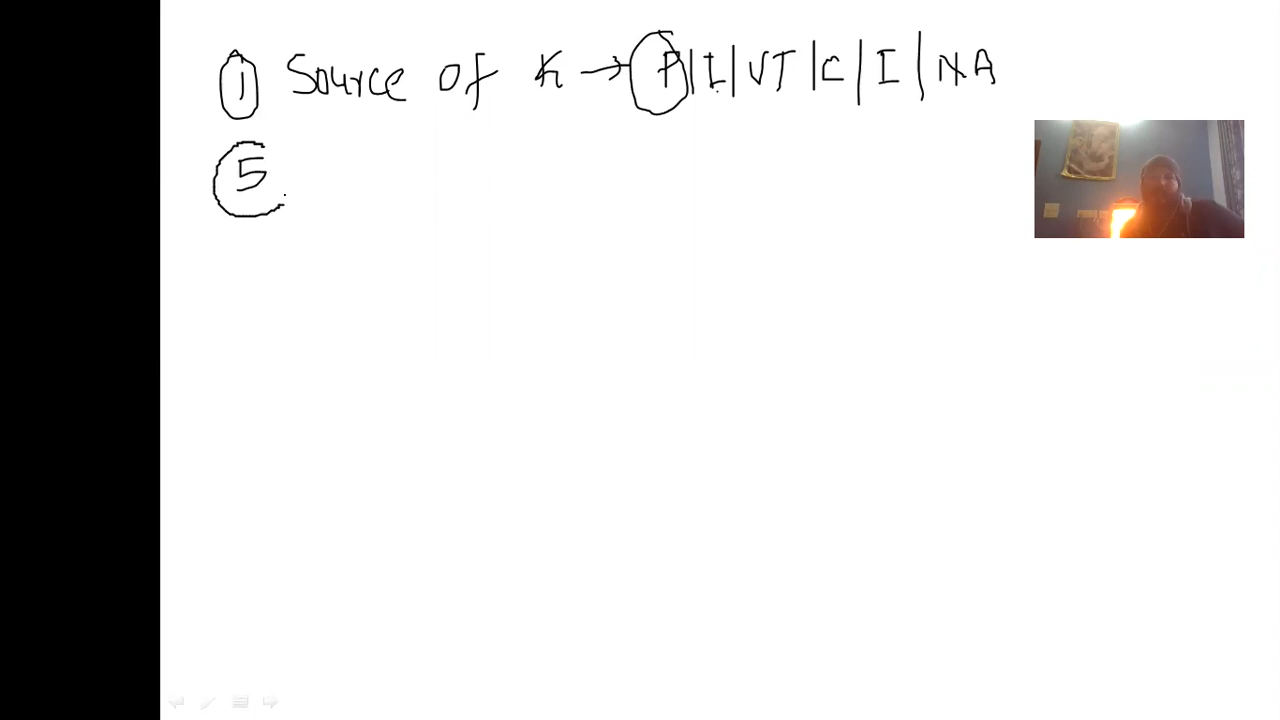 1 Source of K → P | I | VT | C | I | NA
5